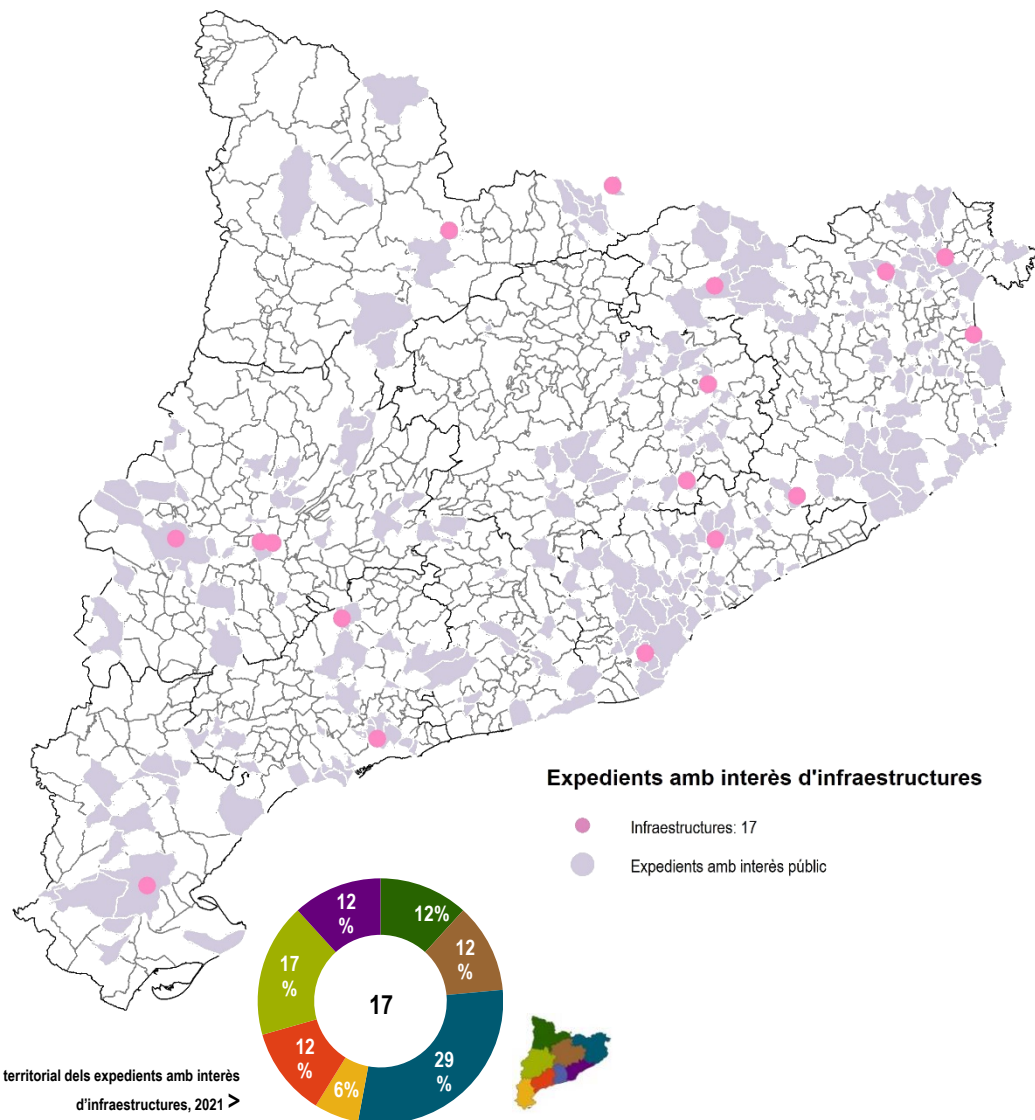 Expedients amb interès d'infraestructures
Infraestructures: 17
Expedients amb interès públic
12
%
12%
12
%
17
%
17
12
%
6%
29
%
territorial dels expedients amb interès
d'infraestructures, 2021 >